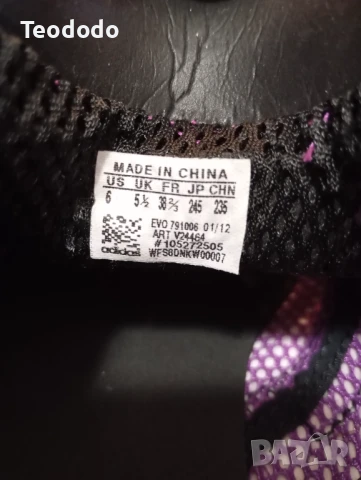 Teododo
MADE IN CHINA
US UK FR JP CHN
6 5½ 38⅔ 245 235
EVO 791006 01/12
ART V24464
#105272505
adidas WFS8DNKW00007
BAZAR